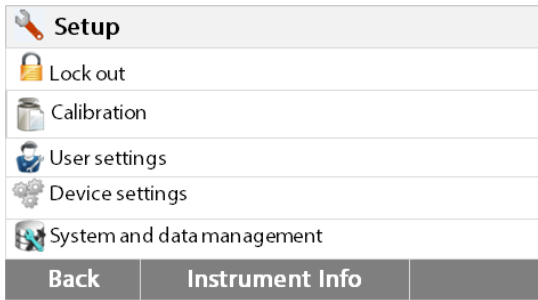 Setup
Lock out
Calibration
User settings
Device settings
System and data management
Back Instrument Info